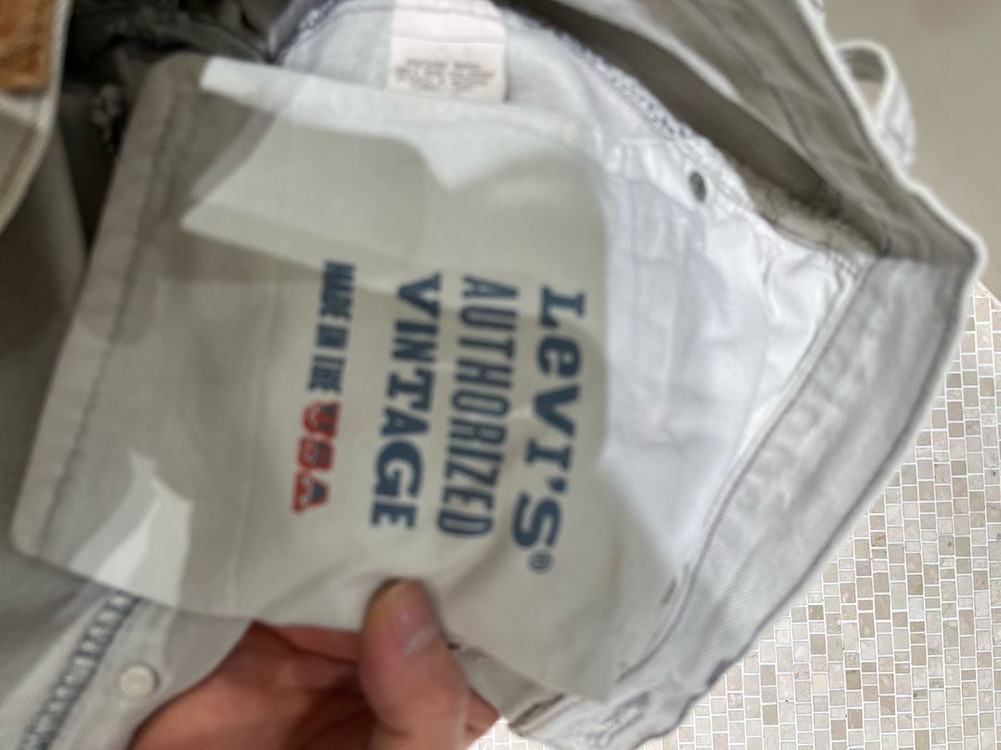 LEVI'S®
AUTHORIZED
VINTAGE
MADE IN THE USA